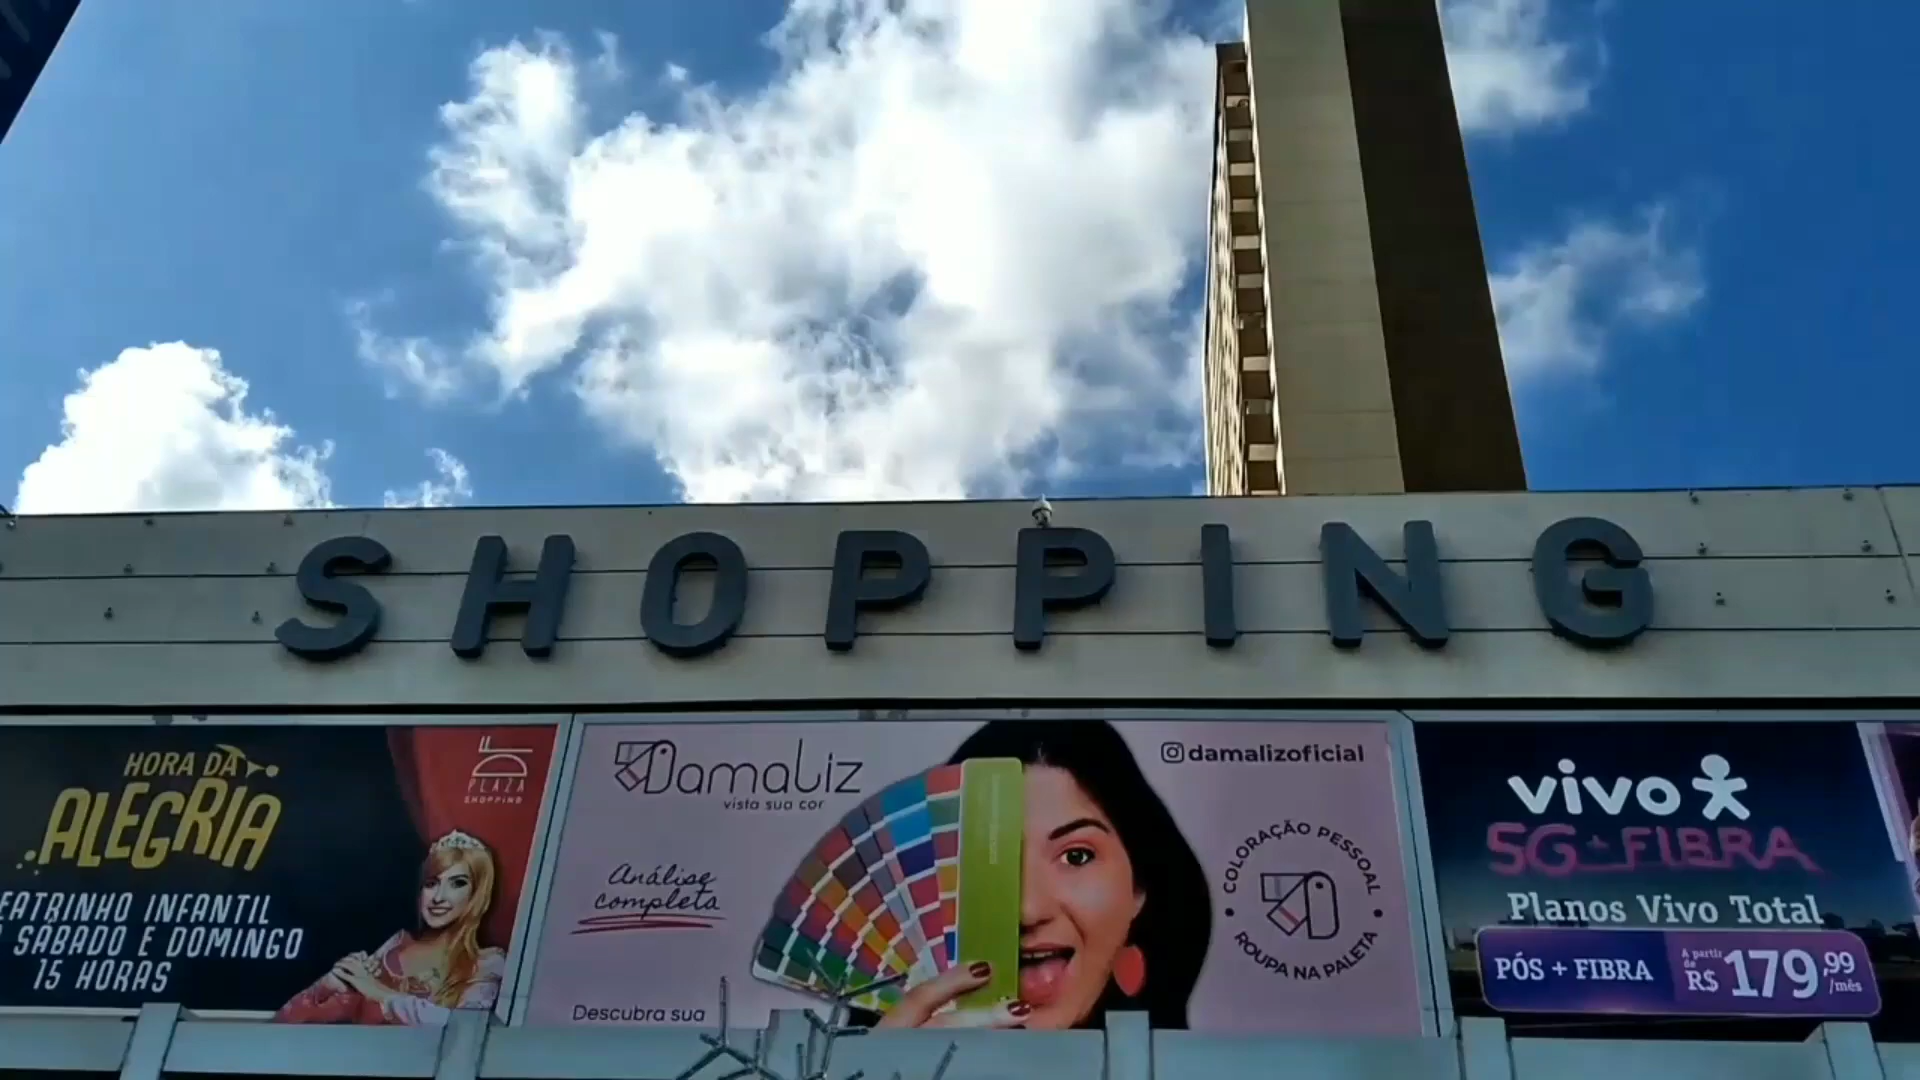 SHOPPING
HORA DA
ALEGRIA
EATRINHO INFANTIL
SÁBADO E DOMINGO
15 HORAS
PLAZA
SHOPPING
Damaliz
vista sua cor
Análise
completa
Descubra sua
damalizoficial
COLORAÇÃO PESSOAL
ROUPA NA PALETA
vivo
5G+FIBRA
Planos Vivo Total
PÓS + FIBRA
A partir
de
R$ 179,99
/mês